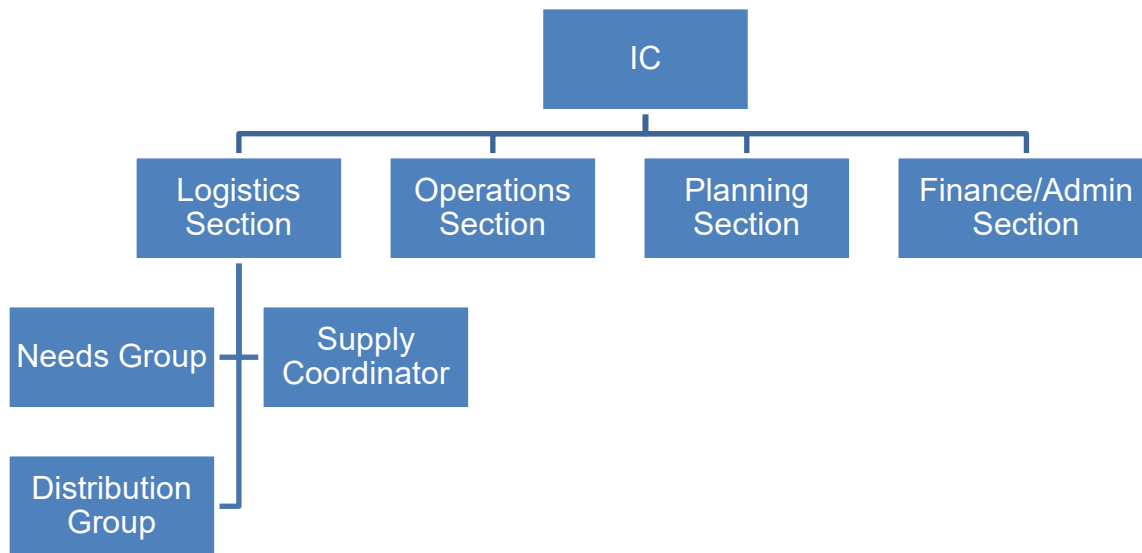 IC
Logistics
Section
Operations
Section
Planning
Section
Finance/Admin
Section
Needs Group
Supply
Coordinator
Distribution
Group